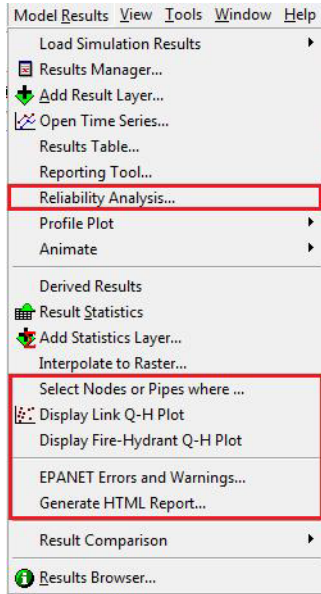 Model Results View Tools Window Help
Load Simulation Results
Results Manager...
Add Result Layer...
Open Time Series...
Results Table...
Reporting Tool...
Reliability Analysis...
Profile Plot
Animate
Derived Results
Result Statistics
Add Statistics Layer...
Interpolate to Raster...
Select Nodes or Pipes where ...
Display Link Q-H Plot
Display Fire-Hydrant Q-H Plot
EPANET Errors and Warnings...
Generate HTML Report...
Result Comparison
Results Browser...